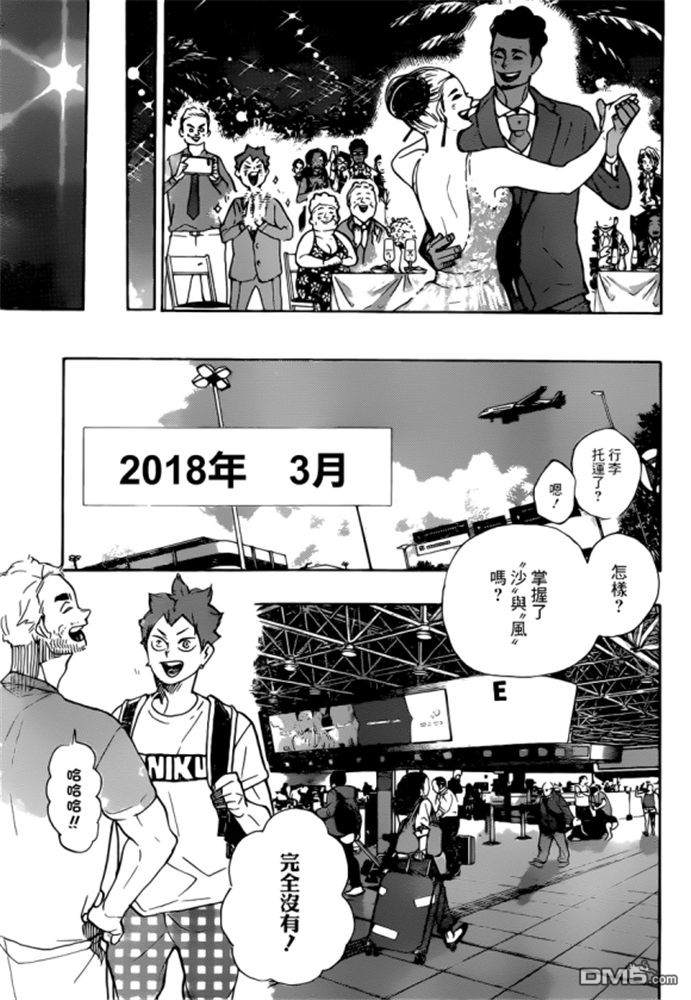 2018年 3月
行李
托運了?
嗯!
怎樣?
掌握了
“沙”與“風”
嗎?
E
NIKU
哈哈哈!!
完全沒有!
DM5.com